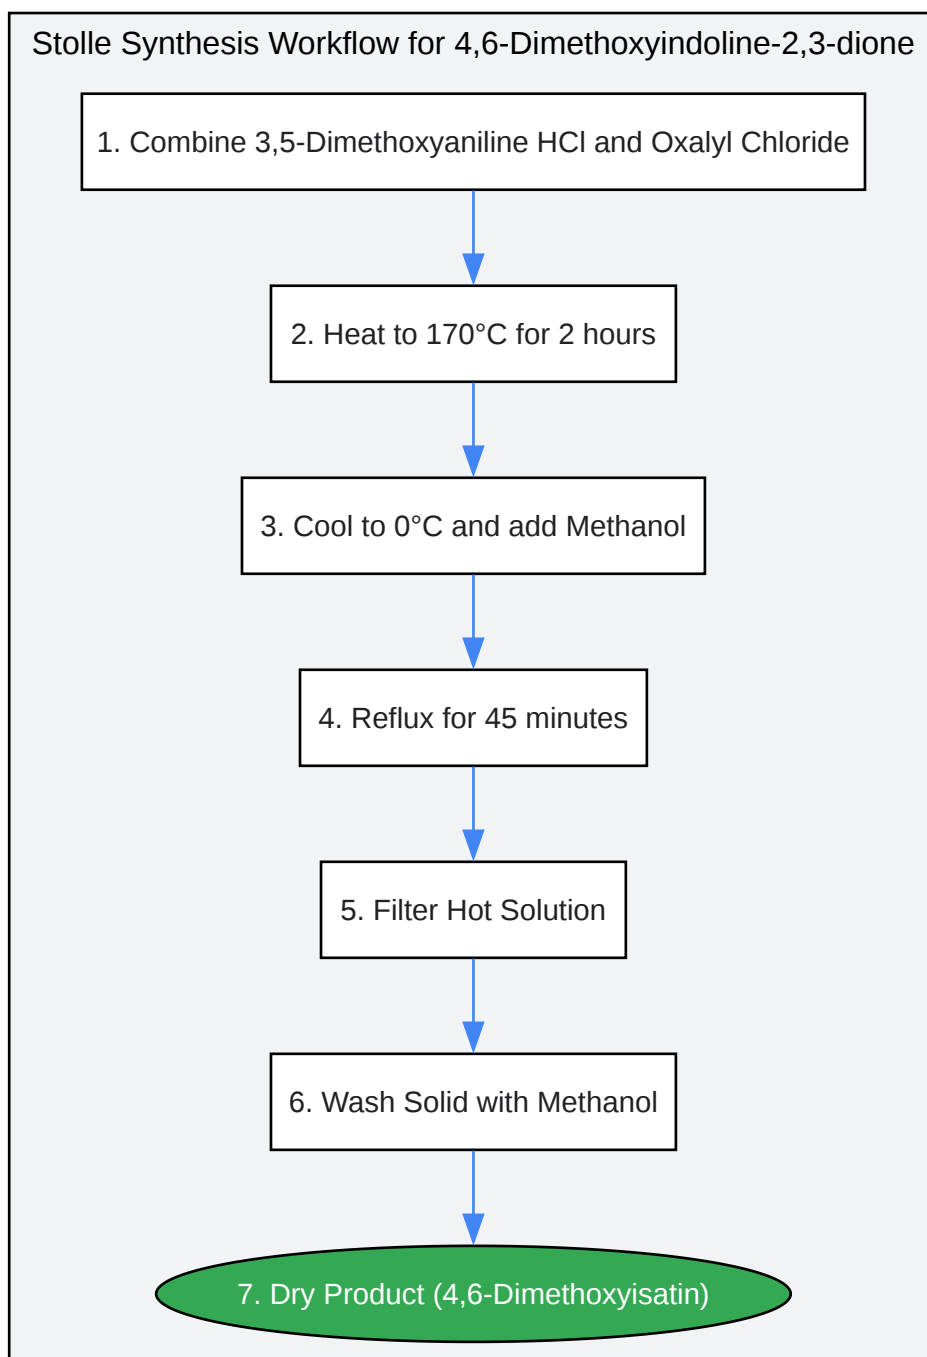 Stolle Synthesis Workflow for 4,6-Dimethoxyindoline-2,3-dione
1. Combine 3,5-Dimethoxyaniline HCl and Oxalyl Chloride
2. Heat to 170°C for 2 hours
3. Cool to 0°C and add Methanol
4. Reflux for 45 minutes
5. Filter Hot Solution
6. Wash Solid with Methanol
7. Dry Product (4,6-Dimethoxyisatin)